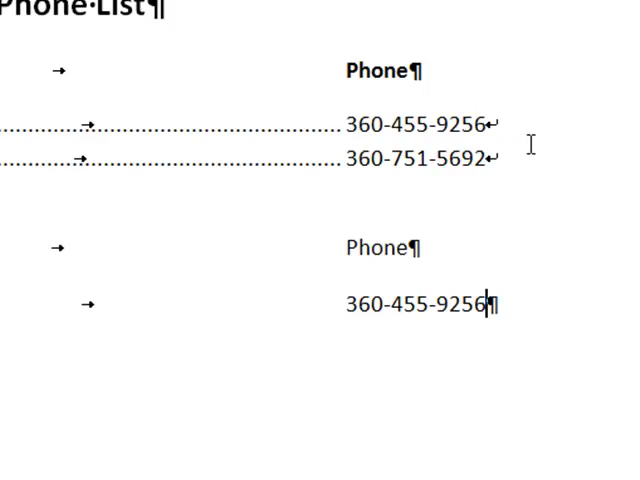 Phone·List¶
→ Phone¶
................→................ 360-455-9256↵
................→................ 360-751-5692↵
→ Phone¶
→ 360-455-9256¶